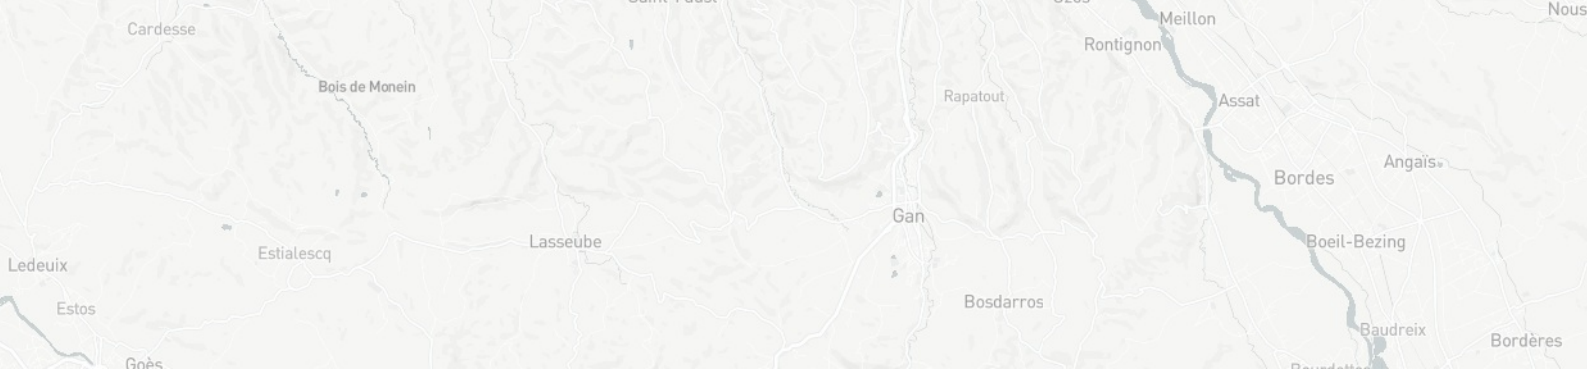 Cardesse
Meillon
Nous
Rontignon
Bois de Monein
Rapatout
Assat
Angaïs
Bordes
Gan
Lasseube
Boeil-Bezing
Estialescq
Ledeuix
Estos
Bosdarros
Baudreix
Bordères
Goès